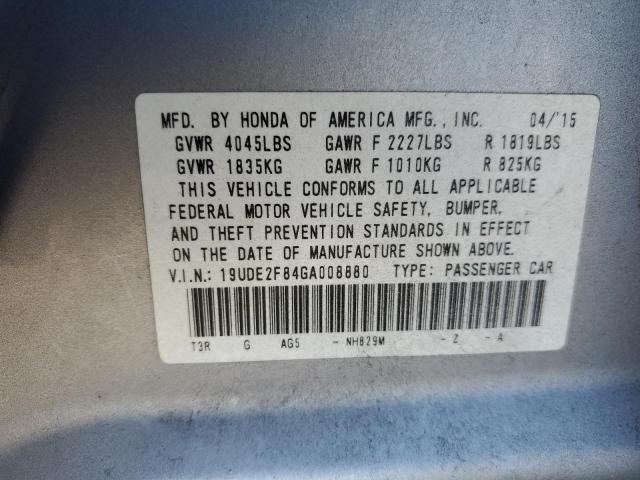 MFD. BY HONDA OF AMERICA MFG., INC. 04/'15
GVWR 4045LBS GAWR F 2227LBS R 1819LBS
GVWR 1835KG GAWR F 1010KG R 825KG
THIS VEHICLE CONFORMS TO ALL APPLICABLE
FEDERAL MOTOR VEHICLE SAFETY, BUMPER,
AND THEFT PREVENTION STANDARDS IN EFFECT
ON THE DATE OF MANUFACTURE SHOWN ABOVE.
V.I.N.: 19UDE2F84GA008880 TYPE: PASSENGER CAR
T3R G AG5 - NH829M - Z - A